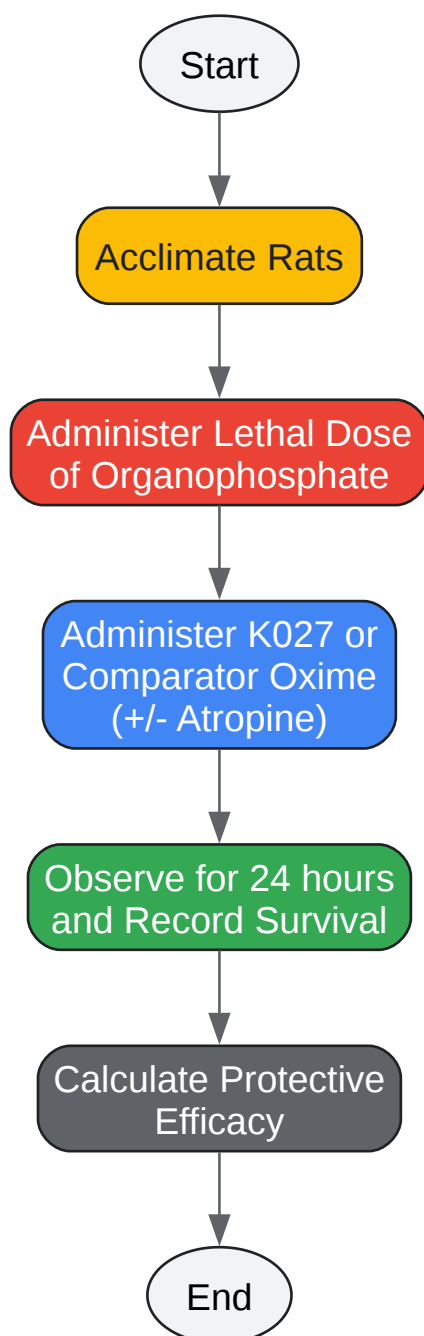 Start
Acclimate Rats
Administer Lethal Dose
of Organophosphate
Administer K027 or
Comparator Oxime
(+/- Atropine)
Observe for 24 hours
and Record Survival
Calculate Protective
Efficacy
End